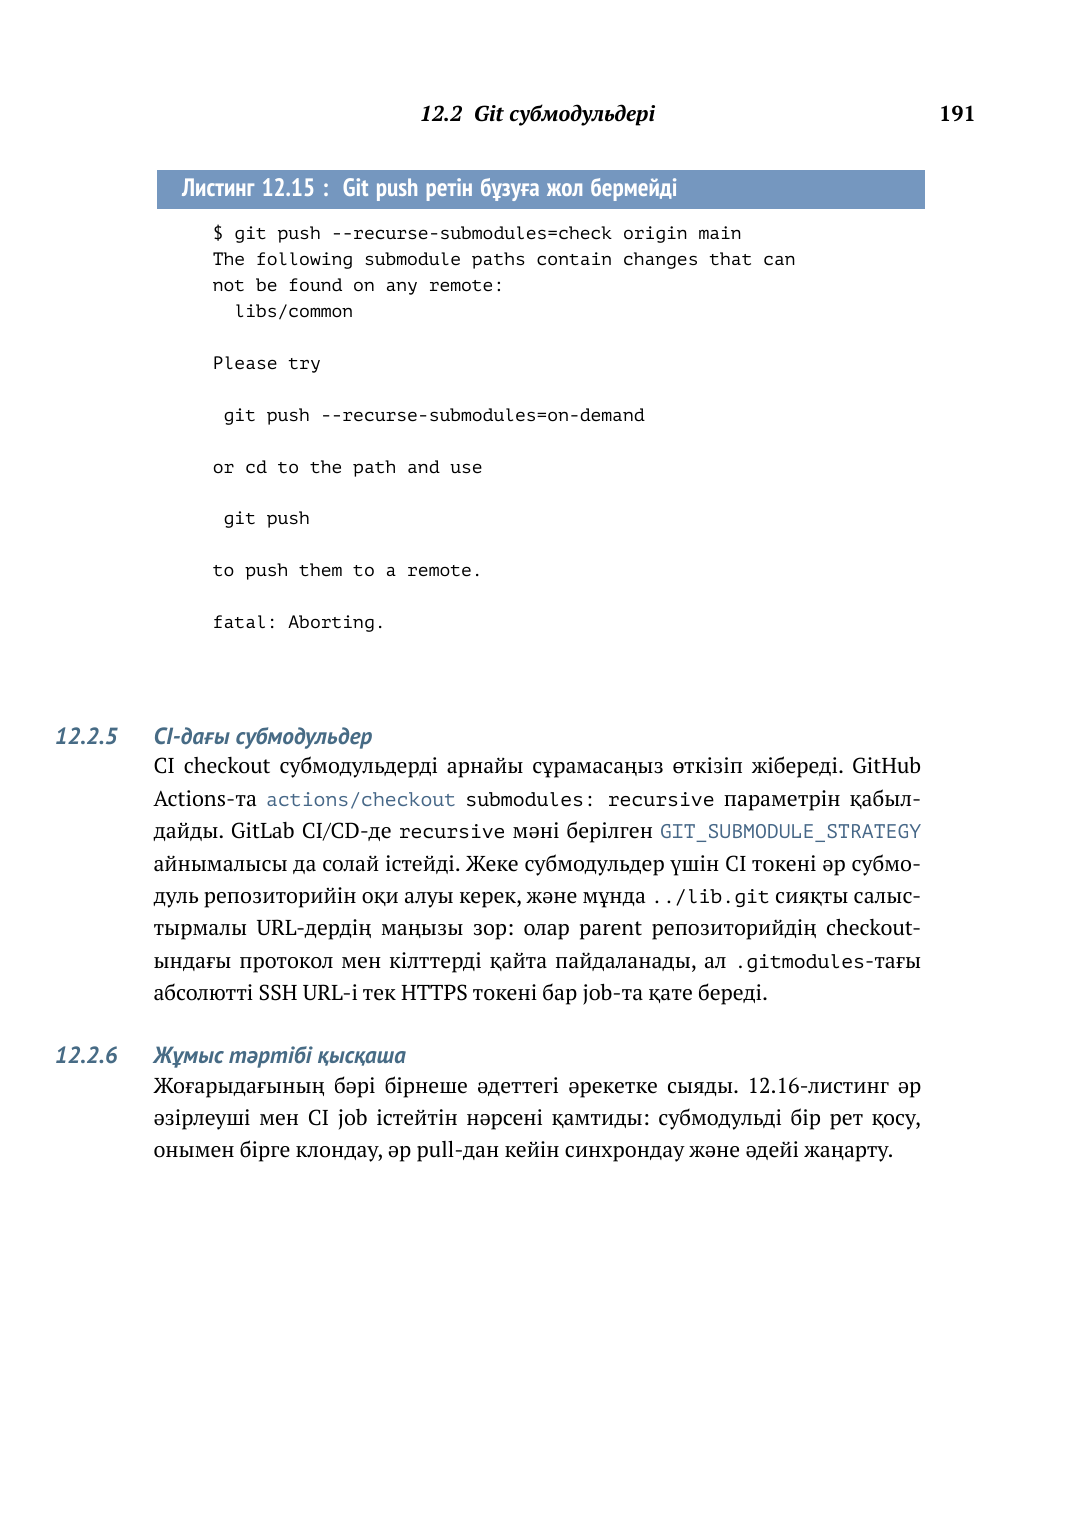 12.2 Git субмодульдері 191
Листинг 12.15 : Git push ретін бұзуға жол бермейді
$ git push --recurse-submodules=check origin main
The following submodule paths contain changes that can
not be found on any remote:
  libs/common
Please try
 git push --recurse-submodules=on-demand
or cd to the path and use
 git push
to push them to a remote.
fatal: Aborting.
12.2.5 CI-дағы субмодульдер
CI checkout субмодульдерді арнайы сұрамасаңыз өткізіп жібереді. GitHub
Actions-та actions/checkout submodules: recursive параметрін қабыл-
дайды. GitLab CI/CD-де recursive мәні берілген GIT_SUBMODULE_STRATEGY
айнымалысы да солай істейді. Жеке субмодульдер үшін CI токені әр субмо-
дуль репозиторийін оқи алуы керек, және мұнда ../lib.git сияқты салыс-
тырмалы URL-дердің маңызы зор: олар parent репозиторийдің checkout-
ындағы протокол мен кілттерді қайта пайдаланады, ал .gitmodules-тағы
абсолютті SSH URL-і тек HTTPS токені бар job-та қате береді.
12.2.6 Жұмыс тәртібі қысқаша
Жоғарыдағының бәрі бірнеше әдеттегі әрекетке сыяды. 12.16-листинг әр
әзірлеуші мен CI job істейтін нәрсені қамтиды: субмодульді бір рет қосу,
онымен бірге клондау, әр pull-дан кейін синхрондау және әдейі жаңарту.